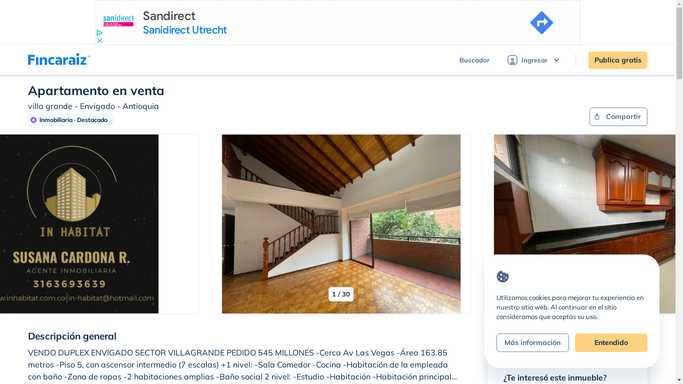 Sanidirect
Sanidirect Utrecht
sanidirect
Fincaraiz
Buscador
Ingresar
Publica gratis
Apartamento en venta
villa grande - Envigado - Antioquia
Inmobiliaria · Destacado
Compartir
IN HABITAT
SUSANA CARDONA R.
AGENTE INMOBILIARIA
3163693639
w.inhabitat.com.co
in-habitat@hotmail.com
1 / 30
Utilizamos cookies para mejorar tu experiencia en
nuestro sitio web. Al continuar en el sitio
consideramos que aceptas su uso.
Más información
Entendido
Descripción general
VENDO DUPLEX ENVIGADO SECTOR VILLAGRANDE PEDIDO 545 MILLONES -Cerca Av Las Vegas -Área 163.85
metros -Piso 5, con ascensor intermedio (7 escalas) +1 nivel: -Sala Comedor -Cocina -Habitación de la empleada
con baño -Zona de ropas -2 habitaciones amplias -Baño social 2 nivel: -Estudio -Habitación -Habitación principal...
¿Te interesó este inmueble?